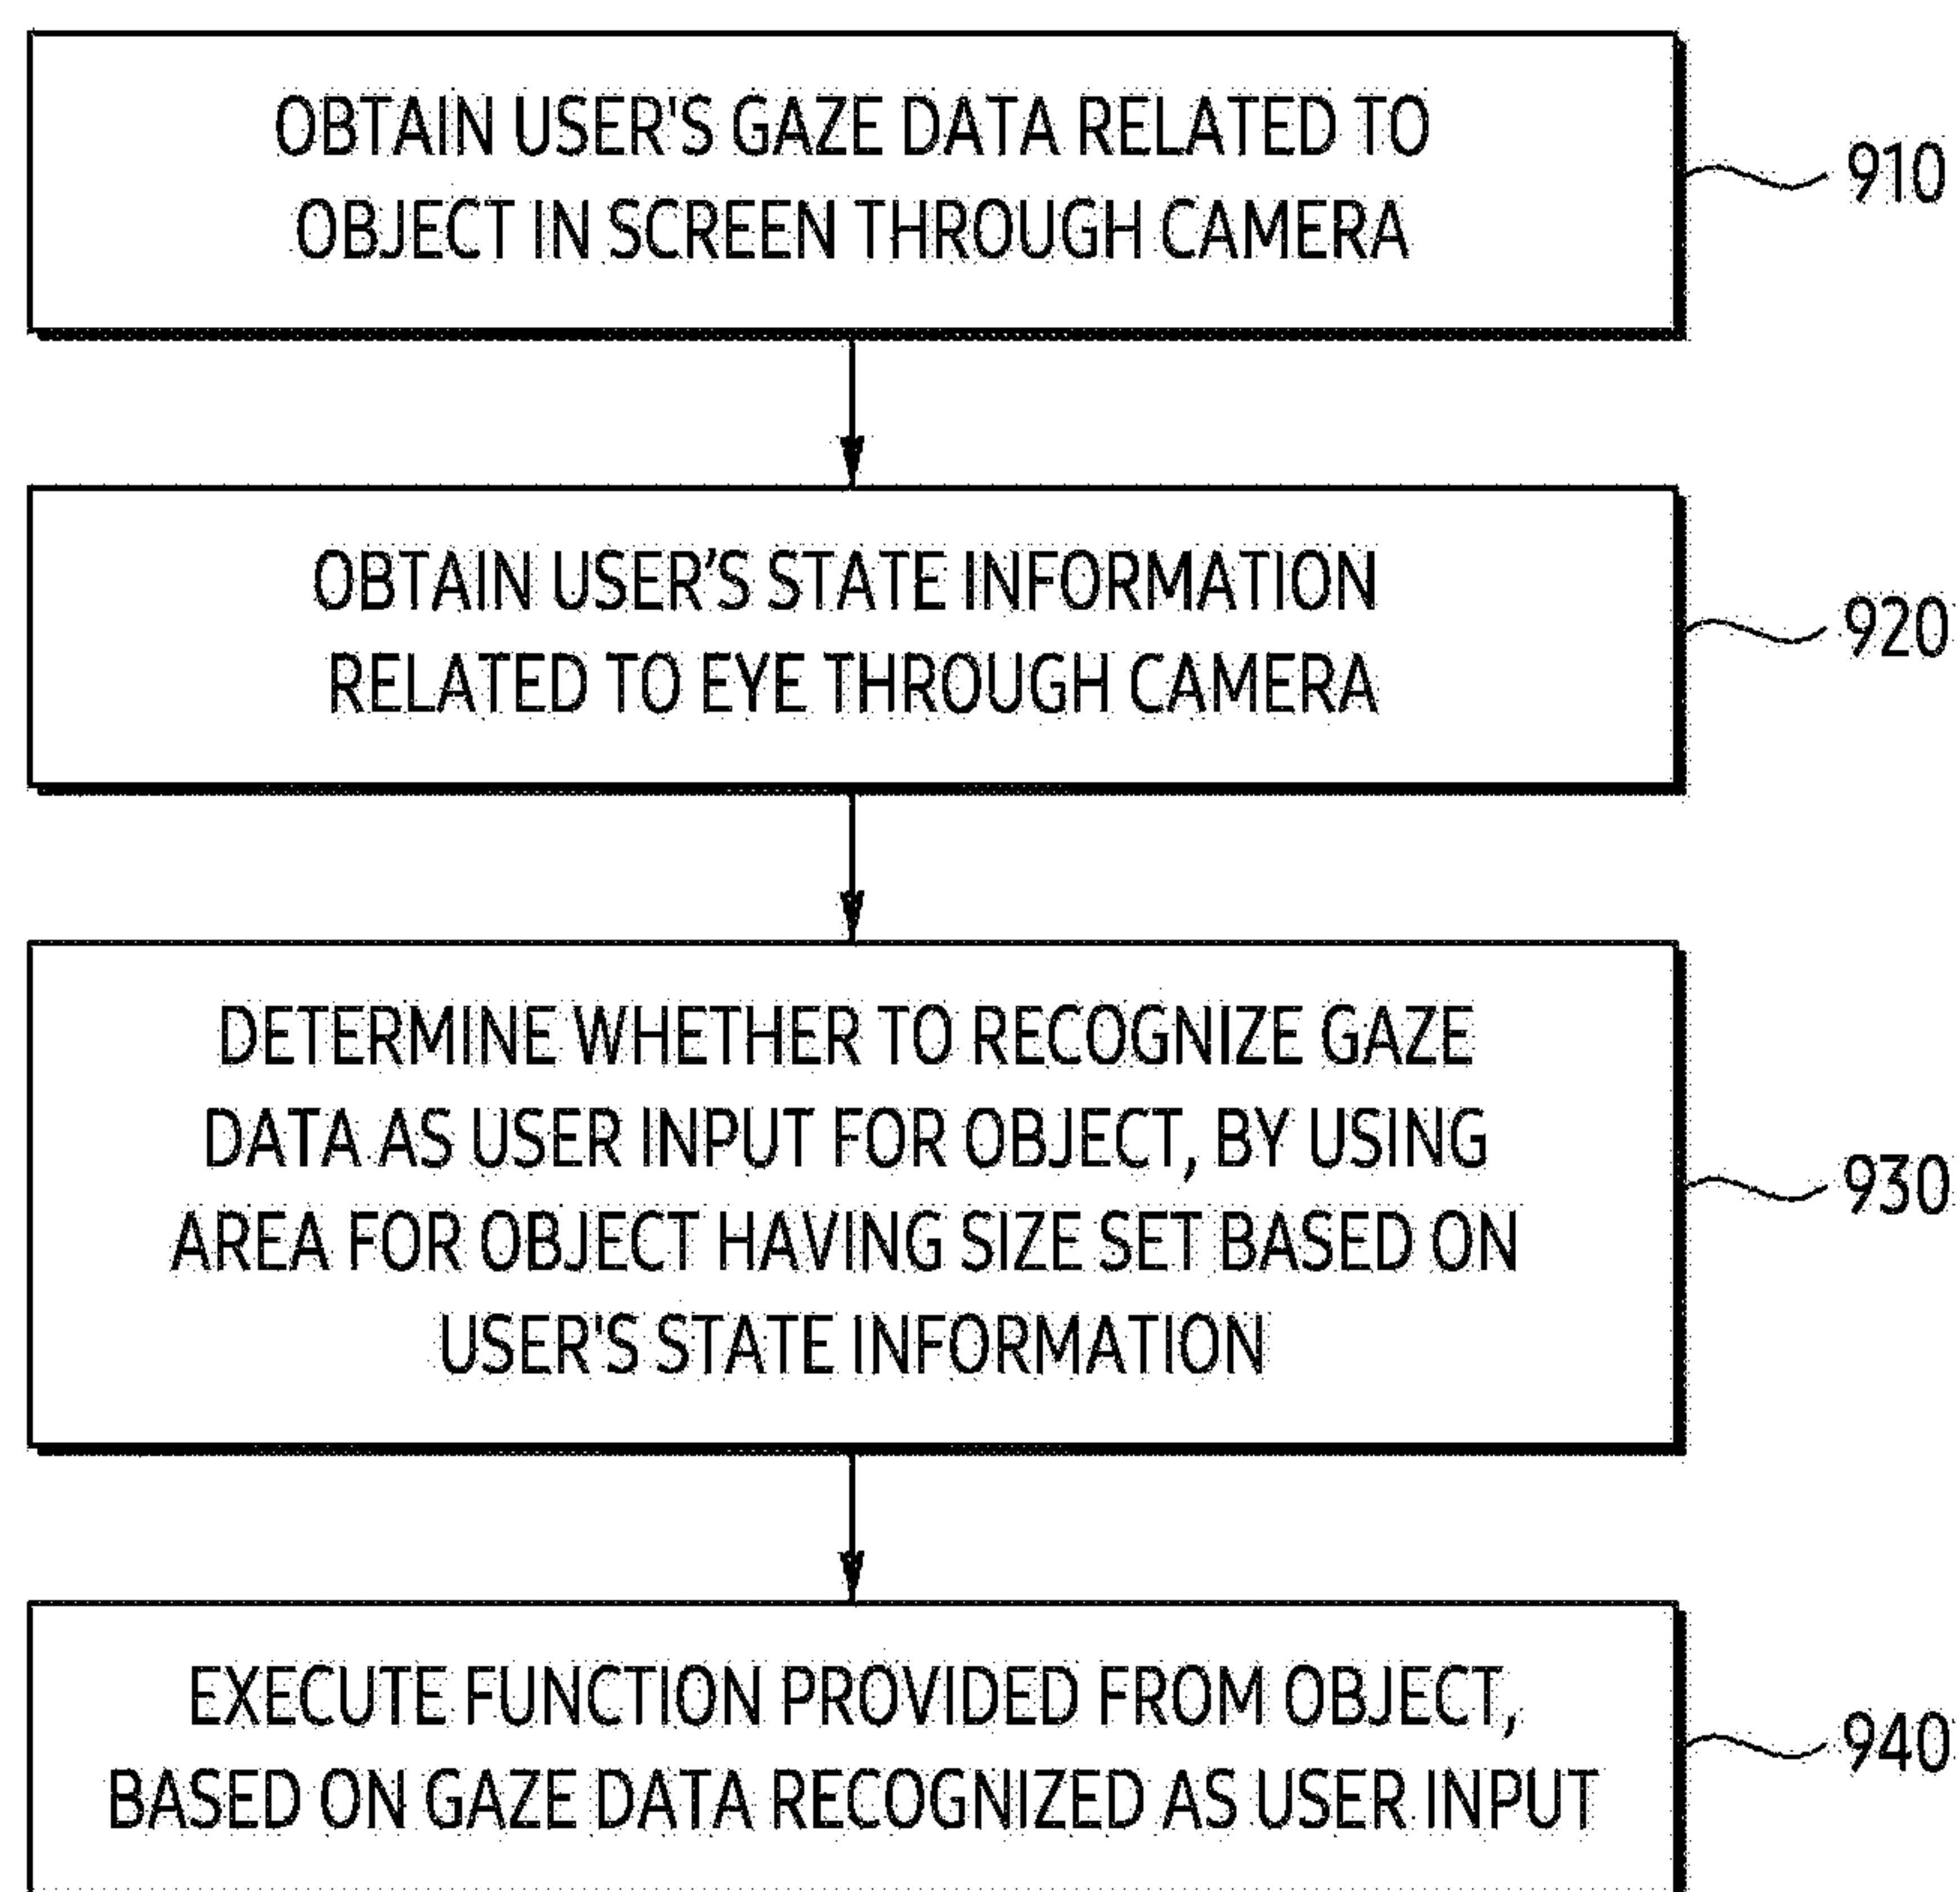 OBTAIN USER'S GAZE DATA RELATED TO
OBJECT IN SCREEN THROUGH CAMERA
910
OBTAIN USER’S STATE INFORMATION
RELATED TO EYE THROUGH CAMERA
920
DETERMINE WHETHER TO RECOGNIZE GAZE
DATA AS USER INPUT FOR OBJECT, BY USING
AREA FOR OBJECT HAVING SIZE SET BASED ON
USER'S STATE INFORMATION
930
EXECUTE FUNCTION PROVIDED FROM OBJECT,
BASED ON GAZE DATA RECOGNIZED AS USER INPUT
940